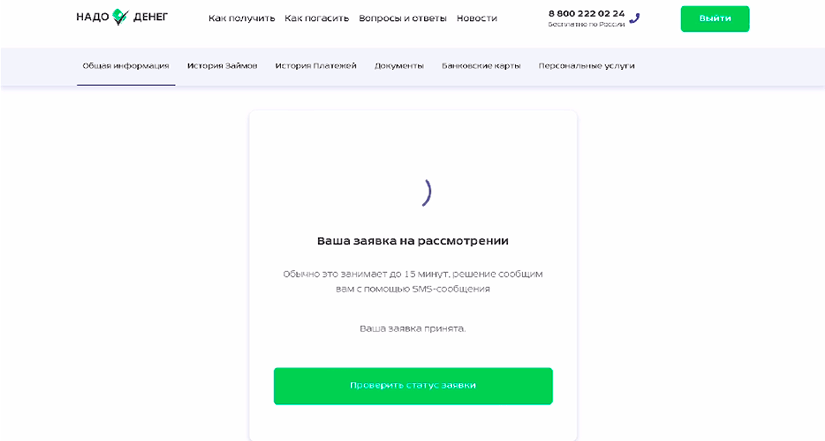 НАДО ДЕНЕГ
Как получить Как погасить Вопросы и ответы Новости
8 800 222 02 24
Бесплатно по России
Выйти
Общая информация История Займов История Платежей Документы Банковские карты Персональные услуги
Ваша заявка на рассмотрении
Обычно это занимает до 15 минут, решение сообщим
вам с помощью SMS-сообщения
Ваша заявка принята.
Проверить статус заявки